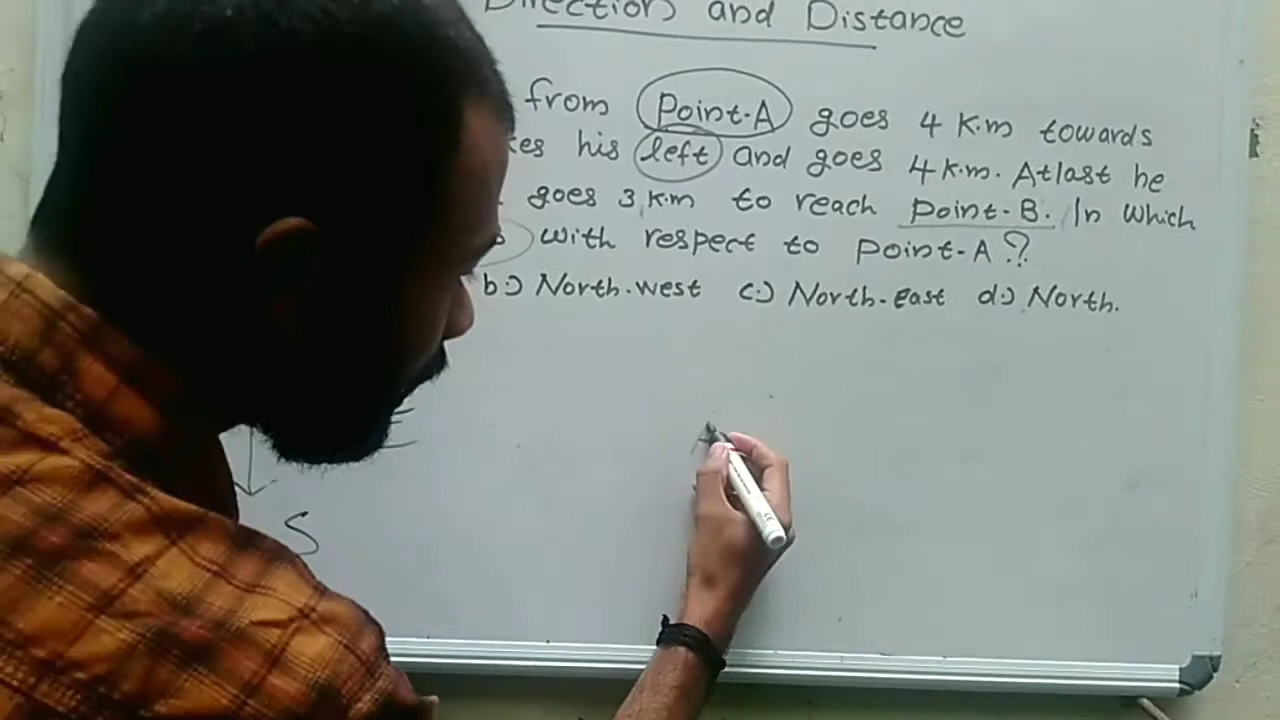 Direction and Distance
from Point-A goes 4 K.m towards
his left and goes 4 K.m. Atlast he
goes 3 K.m to reach Point-B. In Which
with respect to Point-A?
b:) North-west c:) North-east d:) North.
S